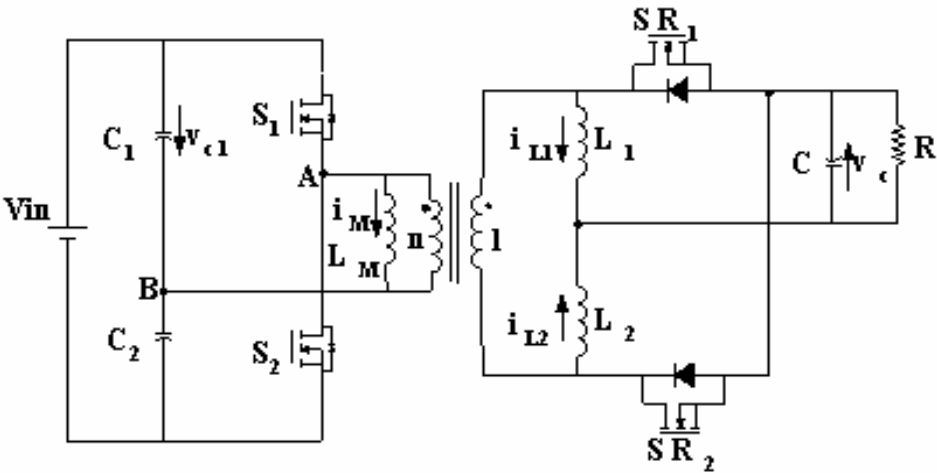 S R 1
S 1
C 1
v c1
i L1
L 1
C
v c
R
A
Vin
i M
L M
n
1
B
C 2
S 2
i L2
L 2
S R 2